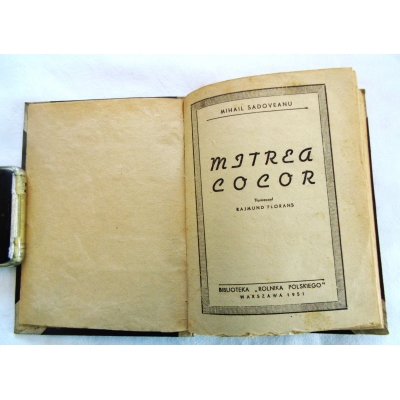 MIHAIL SADOVEANU
MITREA
COCOR
Tłumaczył
RAJMUND FLORANS
BIBLIOTEKA „ROLNIKA POLSKIEGO"
WARSZAWA 1951